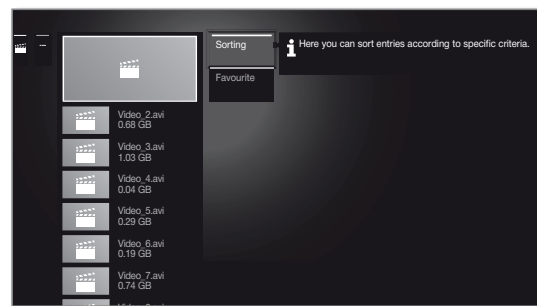 ...
Sorting
Here you can sort entries according to specific criteria.
Favourite
Video_2.avi
0.68 GB
Video_3.avi
1.03 GB
Video_4.avi
0.04 GB
Video_5.avi
0.29 GB
Video_6.avi
0.19 GB
Video_7.avi
0.74 GB